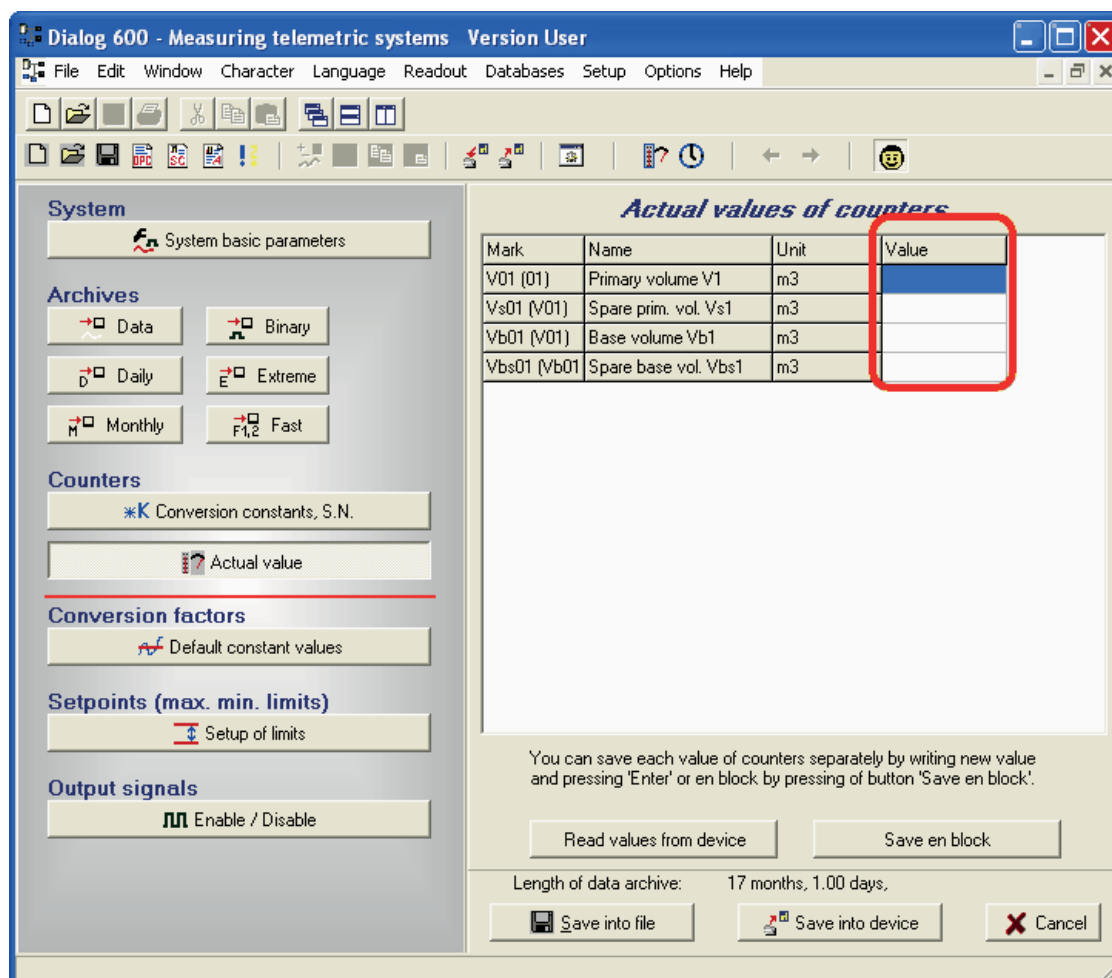 Dialog 600 - Measuring telemetric systems Version User
File Edit Window Character Language Readout Databases Setup Options Help
System
System basic parameters
Archives
Data Binary
Daily Extreme
Monthly Fast
Counters
Conversion constants, S.N.
Actual value
Conversion factors
Default constant values
Setpoints (max. min. limits)
Setup of limits
Output signals
Enable / Disable
Actual values of counters
Mark Name Unit Value
V01 (01) Primary volume V1 m3
Vs01 (V01) Spare prim. vol. Vs1 m3
Vb01 (V01) Base volume Vb1 m3
Vbs01 (Vb01 Spare base vol. Vbs1 m3
You can save each value of counters separately by writing new value
and pressing 'Enter' or en block by pressing of button 'Save en block'.
Read values from device Save en block
Length of data archive: 17 months, 1.00 days,
Save into file Save into device Cancel